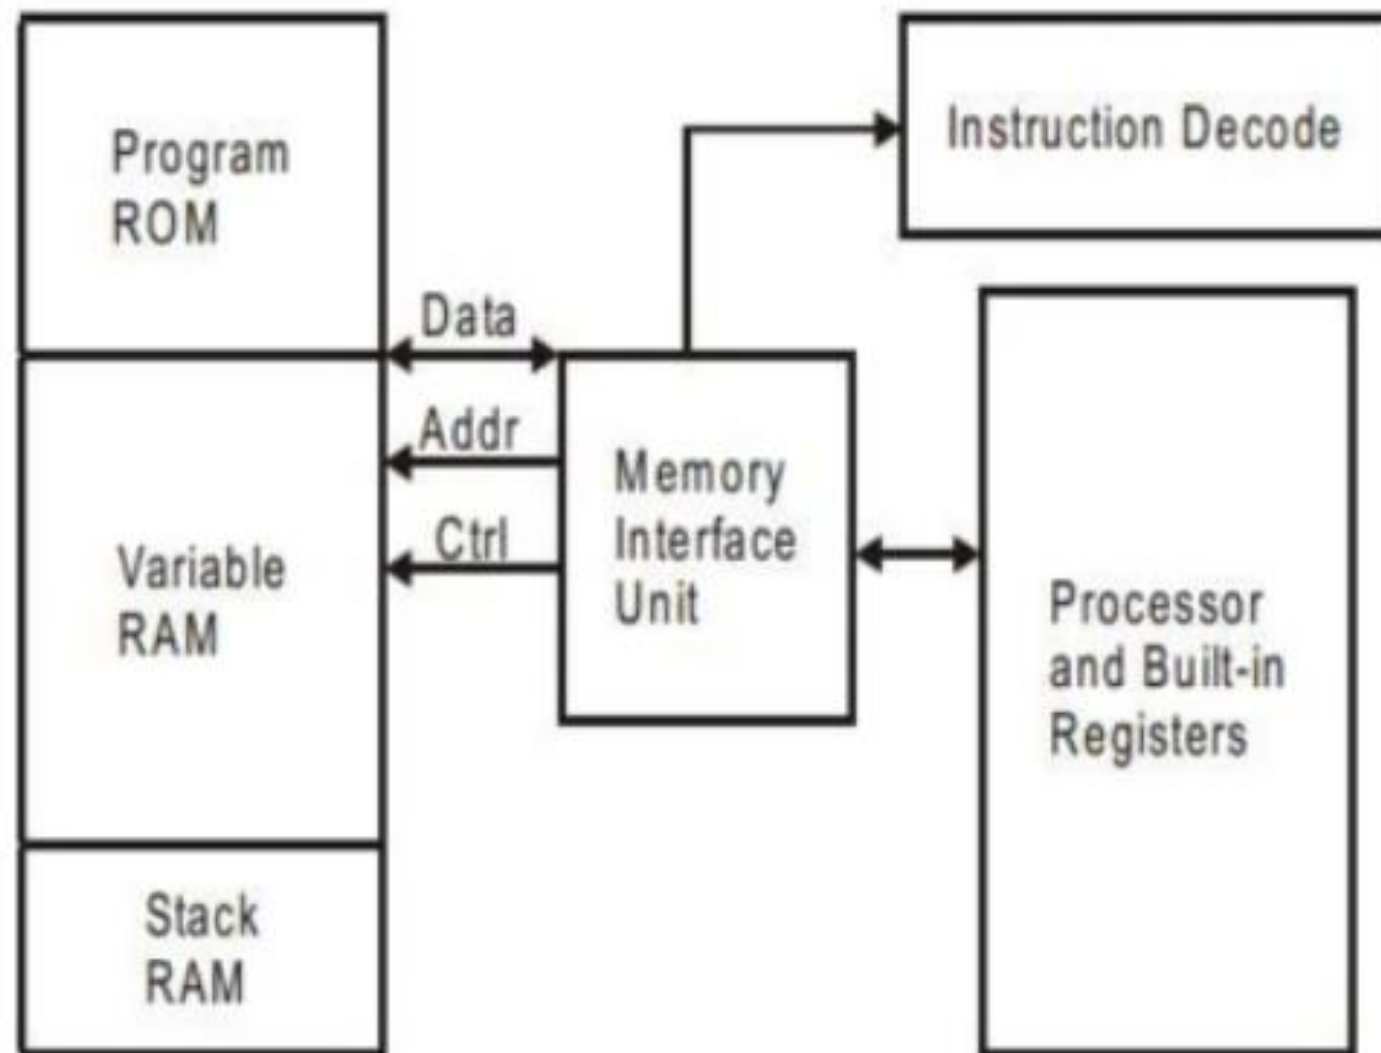 Program
ROM
Instruction Decode
Data
Addr
Ctrl
Memory
Interface
Unit
Variable
RAM
Processor
and Built-in
Registers
Stack
RAM